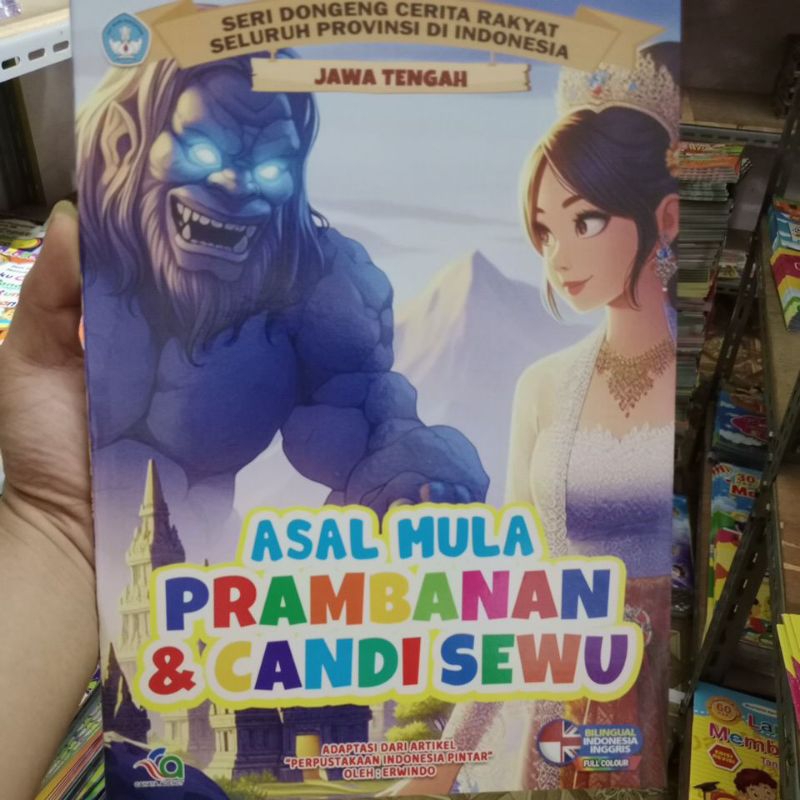 SERI DONGENG CERITA RAKYAT
SELURUH PROVINSI DI INDONESIA
JAWA TENGAH
ASAL MULA
PRAMBANAN
& CANDI SEWU
ADAPTASI DARI ARTIKEL
"PERPUSTAKAAN INDONESIA PINTAR"
OLEH : ERWINDO
BILINGUAL
INDONESIA
INGGRIS
FULL COLOUR